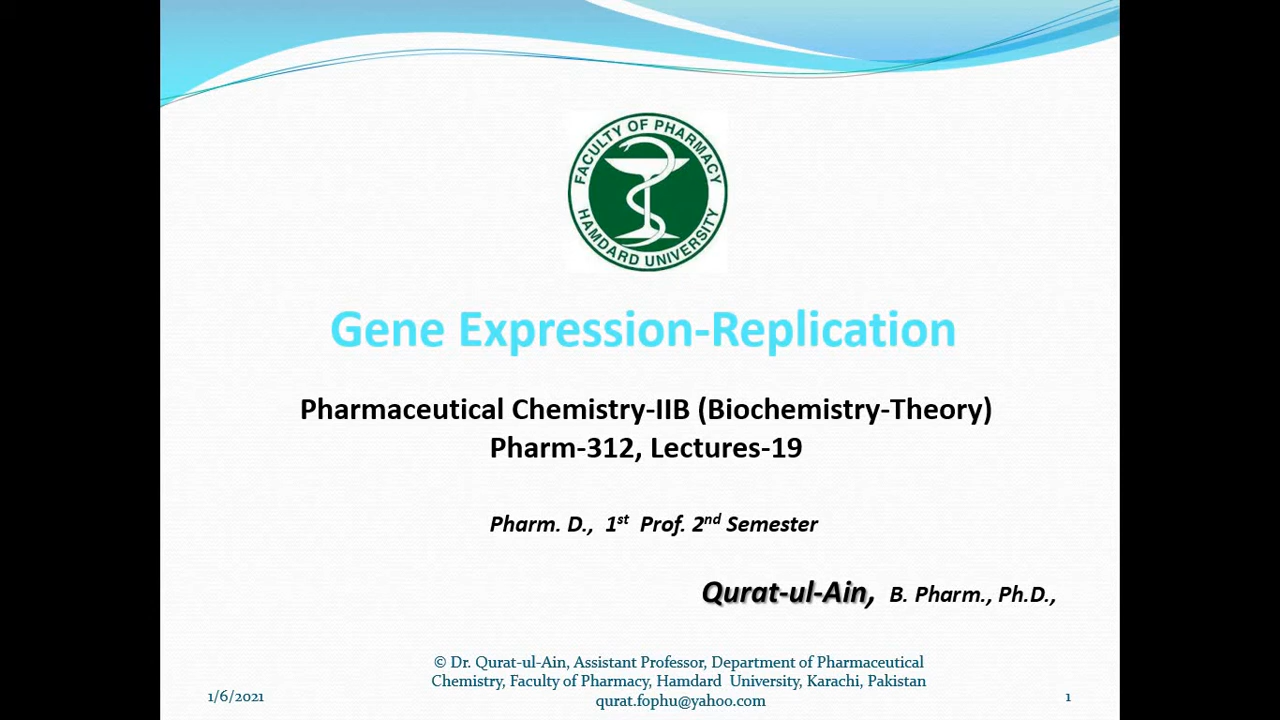 FACULTY OF PHARMACY
HAMDARD UNIVERSITY
Gene Expression-Replication
Pharmaceutical Chemistry-IIB (Biochemistry-Theory)
Pharm-312, Lectures-19
Pharm. D., 1st Prof. 2nd Semester
Qurat-ul-Ain, B. Pharm., Ph.D.,
© Dr. Qurat-ul-Ain, Assistant Professor, Department of Pharmaceutical
Chemistry, Faculty of Pharmacy, Hamdard University, Karachi, Pakistan
1/6/2021 qurat.fophu@yahoo.com 1